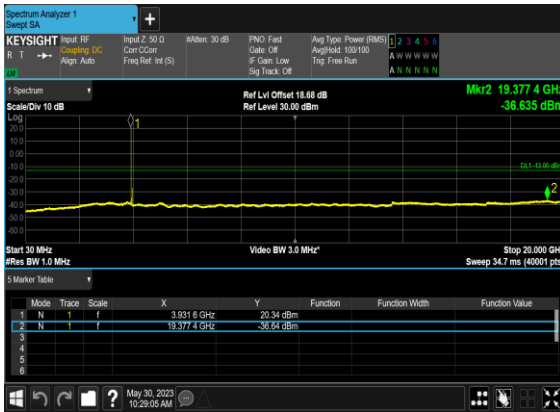 Spectrum Analyzer 1
Swept SA
KEYSIGHT
R T
Input: RF
Coupling: DC
Align: Auto
Input Z: 50 Ω
Corr CCorr
Freq Ref: Int (S)
#Atten: 30 dB
PNO: Fast
Gate: Off
IF Gain: Low
Sig Track: Off
Avg Type: Power (RMS)
Avg|Hold: 100/100
Trig: Free Run
1 2 3 4 5 6
A W W W W W
A N N N N N
1 Spectrum
Scale/Div 10 dB
Ref Lvl Offset 18.68 dB
Ref Level 30.00 dBm
Mkr2 19.377 4 GHz
-36.635 dBm
Log
20.0
10.0
0.00
-10.0
-20.0
-30.0
-40.0
-50.0
-60.0
1
DL1 -13.00 dBm
2
Start 30 MHz
#Res BW 1.0 MHz
Video BW 3.0 MHz*
Stop 20.000 GHz
Sweep 34.7 ms (40001 pts)
5 Marker Table
Mode Trace Scale X Y Function Function Width Function Value
1 N 1 f 3.931 6 GHz 20.34 dBm
2 N 1 f 19.377 4 GHz -36.64 dBm
3
4
5
6
May 30, 2023
10:29:05 AM